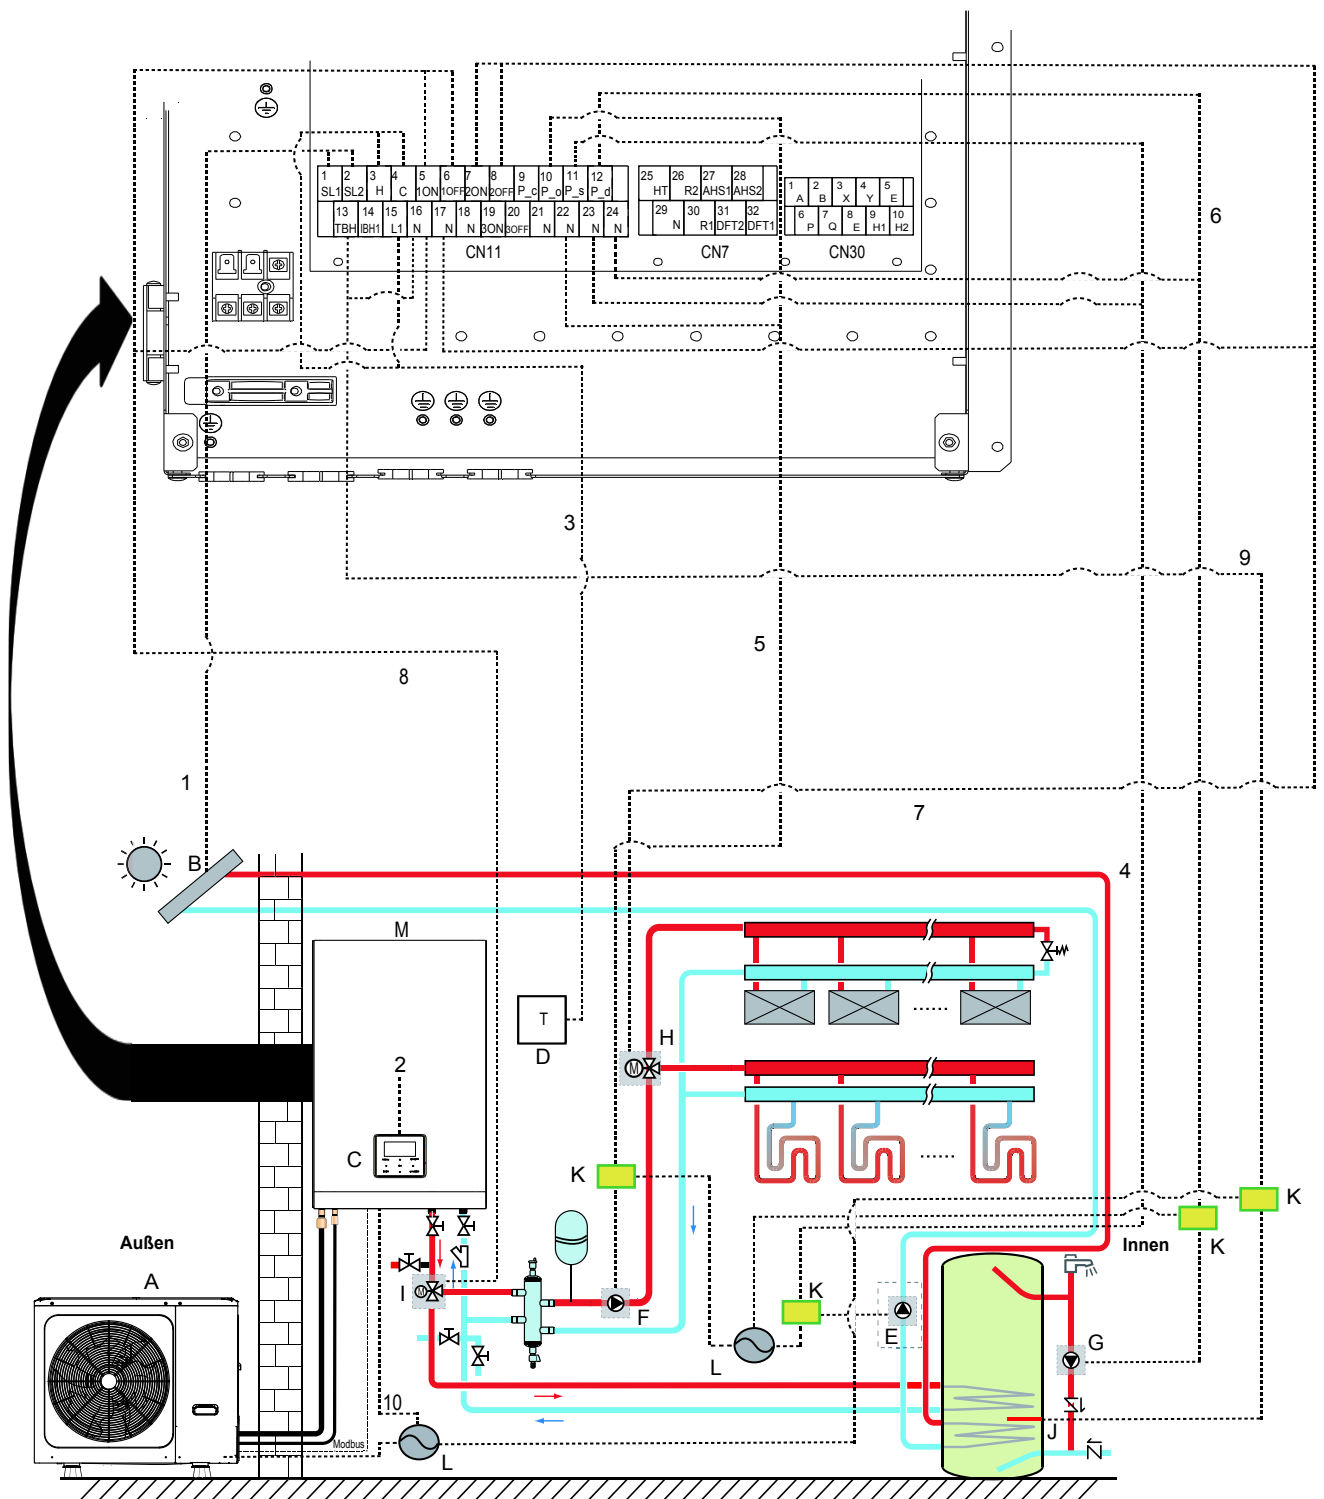 1 2 3 4 5 6 7 8 9 10 11 12
SL1 SL2 H C 1ON 1OFF 2ON 2OFF P_c P_o P_s P_d
13 14 15 16 17 18 19 20 21 22 23 24
TBH IBH1 L1 N N N 3ON 3OFF N N N N
CN11
25 26 27 28
HT R2 AHS1 AHS2
29 30 31 32
N R1 DFT2 DFT1
CN7
1 2 3 4 5
A B X Y E
6 7 8 9 10
P Q E H1 H2
CN30
6
3
9
5
8
1
7
4
B
M
T
D
H
2
C
K
K
K
Außen
Innen
A
I
K
F
E
G
L
10
J
Modbus
L
M
M